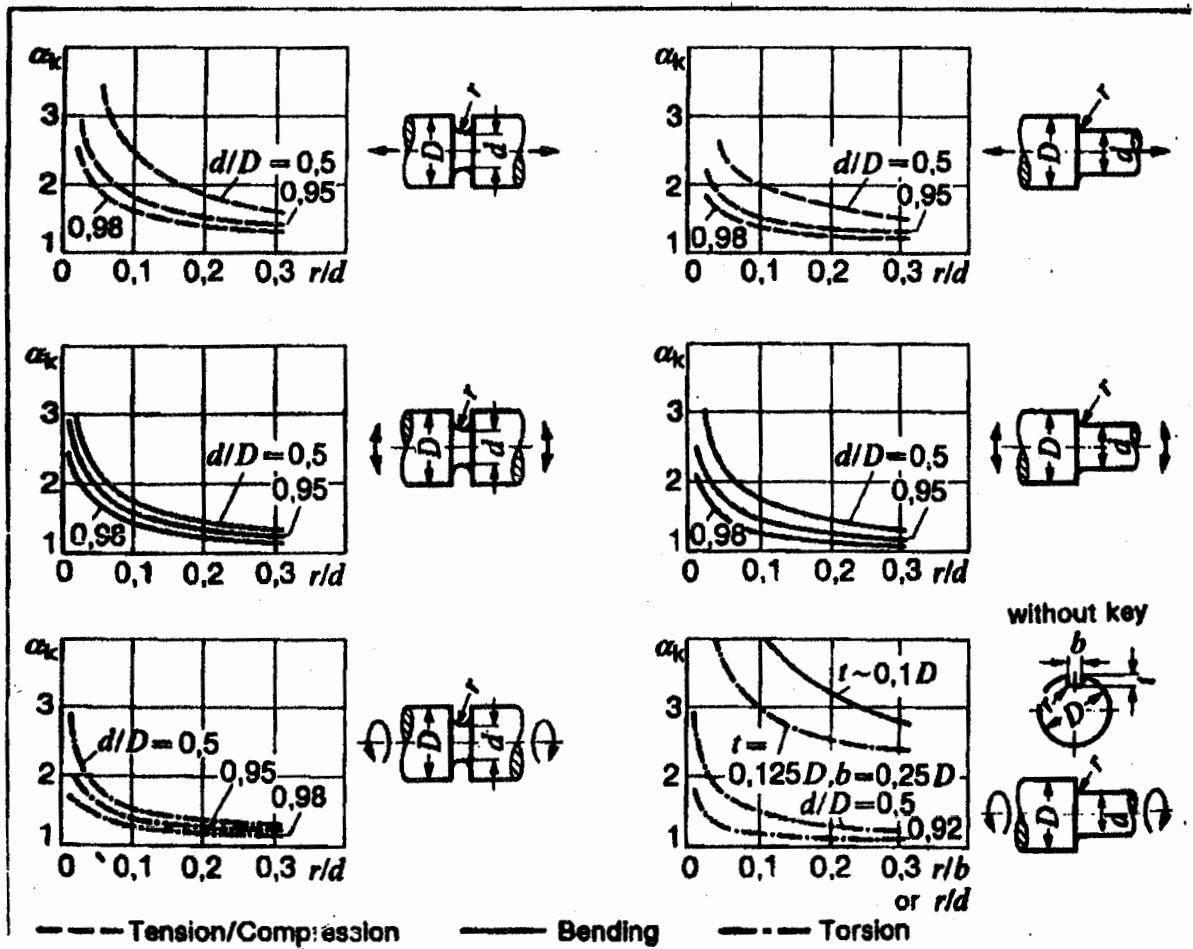 αk
3
2
1
0 0,1 0,2 0,3 r/d
d/D = 0,5
0,95
0,98
r
D
d
αk
3
2
1
0 0,1 0,2 0,3 r/d
d/D = 0,5
0,95
0,98
r
D
d
αk
3
2
1
0 0,1 0,2 0,3 r/d
d/D = 0,5
0,95
0,98
r
D
d
αk
3
2
1
0 0,1 0,2 0,3 r/d
d/D = 0,5
0,95
0,98
r
D
d
αk
3
2
1
0 0,1 0,2 0,3 r/d
d/D = 0,5
0,95
0,98
r
D
d
αk
3
2
1
0 0,1 0,2 0,3 r/b
or r/d
t ~ 0,1 D
t =
0,125 D, b = 0,25 D
d/D = 0,5
0,92
without key
b
t
r
D
r
D
d
Tension/Compression Bending Torsion